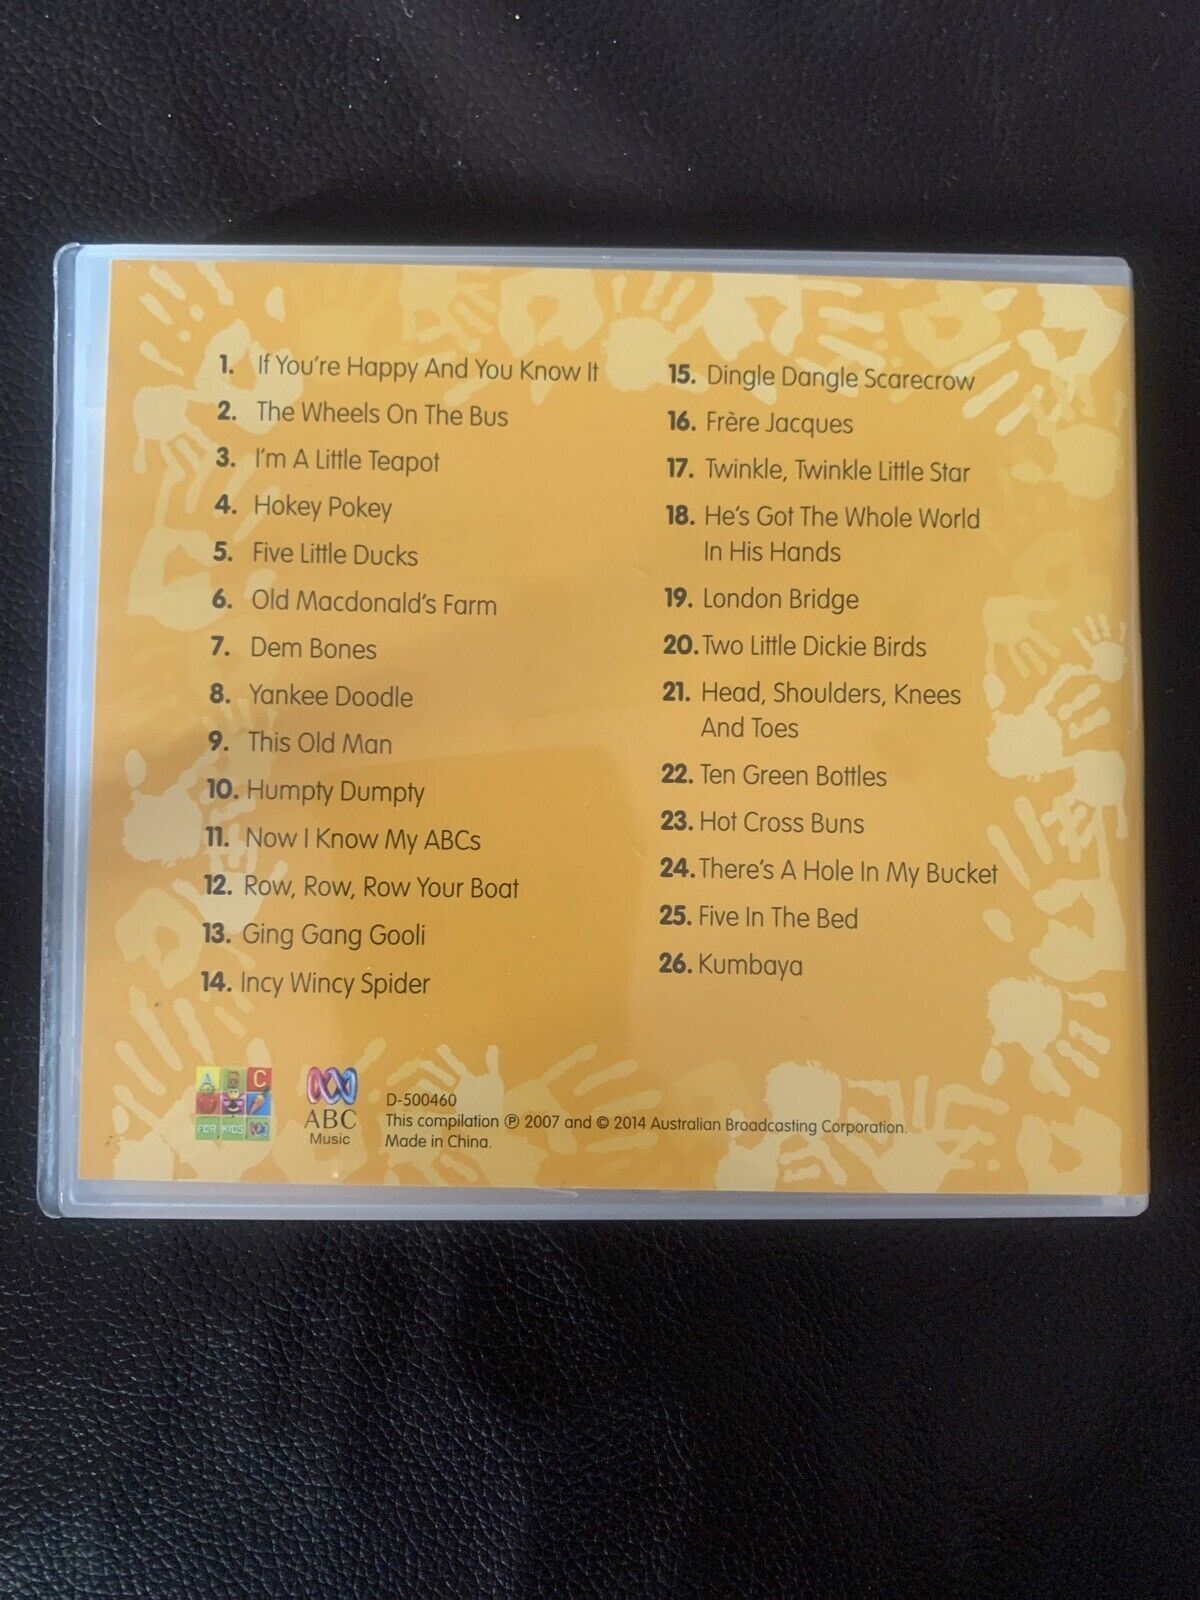 1. If You're Happy And You Know It
2. The Wheels On The Bus
3. I'm A Little Teapot
4. Hokey Pokey
5. Five Little Ducks
6. Old Macdonald's Farm
7. Dem Bones
8. Yankee Doodle
9. This Old Man
10. Humpty Dumpty
11. Now I Know My ABCs
12. Row, Row, Row Your Boat
13. Ging Gang Gooli
14. Incy Wincy Spider
15. Dingle Dangle Scarecrow
16. Frère Jacques
17. Twinkle, Twinkle Little Star
18. He's Got The Whole World
In His Hands
19. London Bridge
20. Two Little Dickie Birds
21. Head, Shoulders, Knees
And Toes
22. Ten Green Bottles
23. Hot Cross Buns
24. There's A Hole In My Bucket
25. Five In The Bed
26. Kumbaya
A B C
FOR KIDS
ABC
Music
D-500460
This compilation ℗ 2007 and © 2014 Australian Broadcasting Corporation.
Made in China.